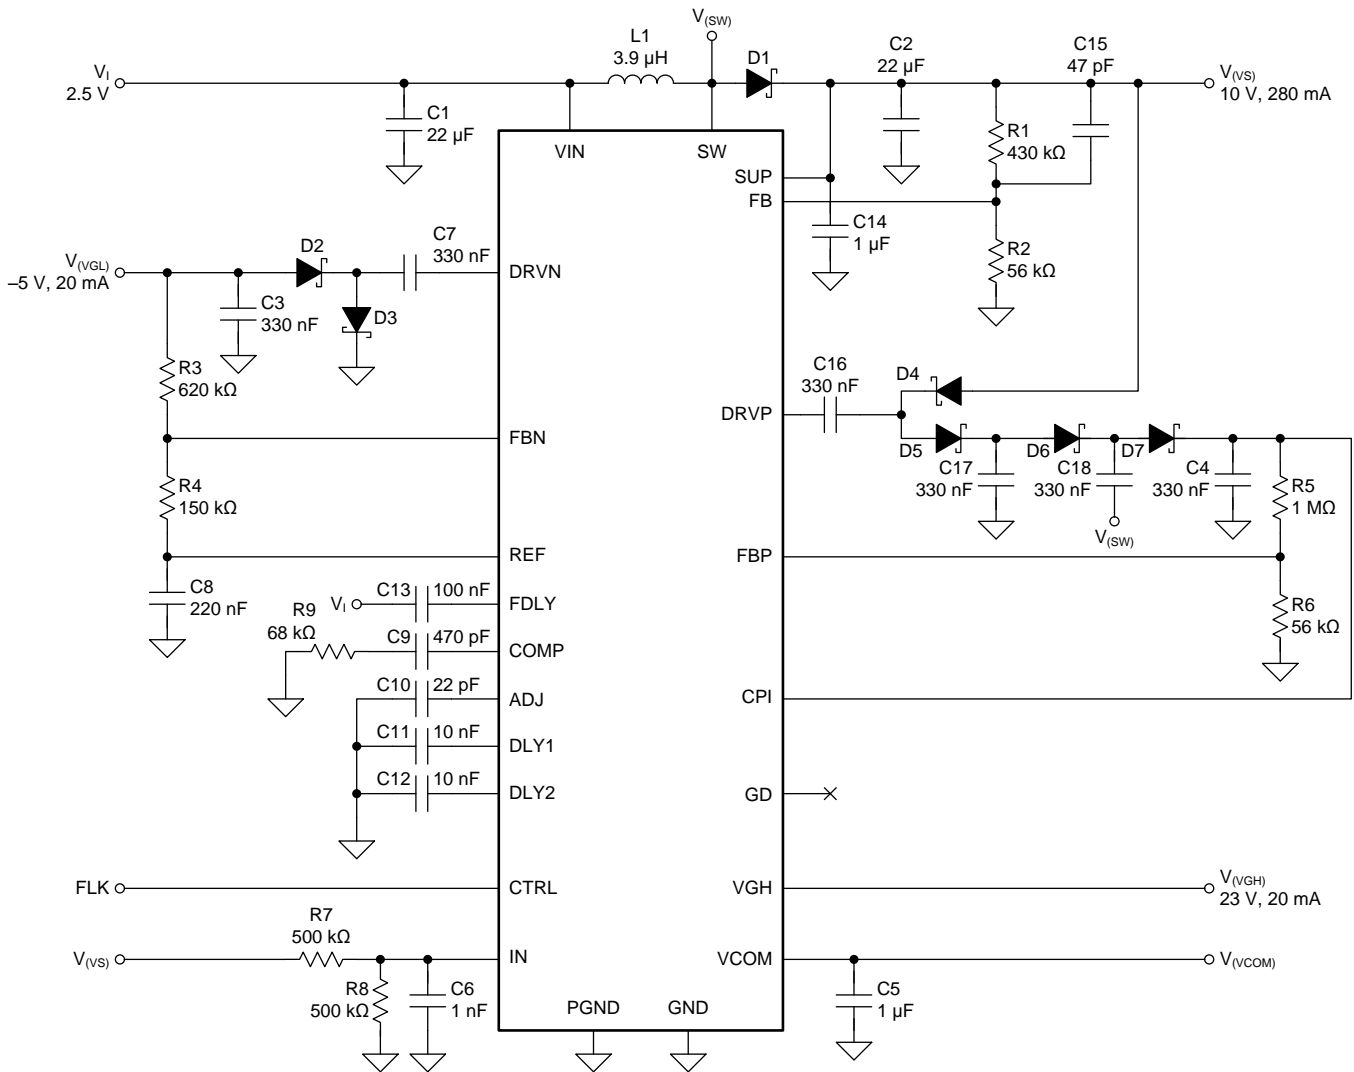 V(SW)
L1
3.9 µH
D1
C2
22 µF
C15
47 pF
VI
2.5 V
V(VS)
10 V, 280 mA
C1
22 µF
R1
430 kΩ
VIN
SW
SUP
FB
C14
1 µF
R2
56 kΩ
V(VGL)
–5 V, 20 mA
D2
C7
330 nF
DRVN
C3
330 nF
D3
R3
620 kΩ
C16
330 nF
D4
DRVP
FBN
D5
D6
D7
C17
330 nF
C18
330 nF
C4
330 nF
R5
1 MΩ
R4
150 kΩ
V(SW)
REF
FBP
C8
220 nF
VI
C13
100 nF
FDLY
R6
56 kΩ
R9
68 kΩ
C9
470 pF
COMP
C10
22 pF
ADJ
CPI
C11
10 nF
DLY1
C12
10 nF
DLY2
GD
FLK
CTRL
VGH
V(VGH)
23 V, 20 mA
R7
500 kΩ
V(VS)
IN
VCOM
V(VCOM)
R8
500 kΩ
C6
1 nF
PGND
GND
C5
1 µF